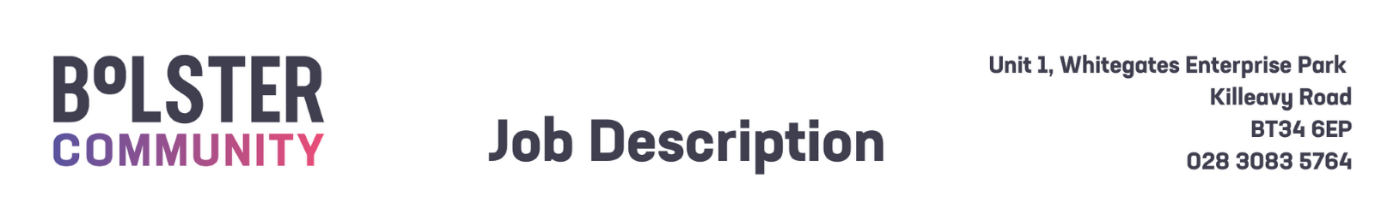 BOLSTER
COMMUNITY
Job Description
Unit 1, Whitegates Enterprise Park
Killeavy Road
BT34 6EP
028 3083 5764